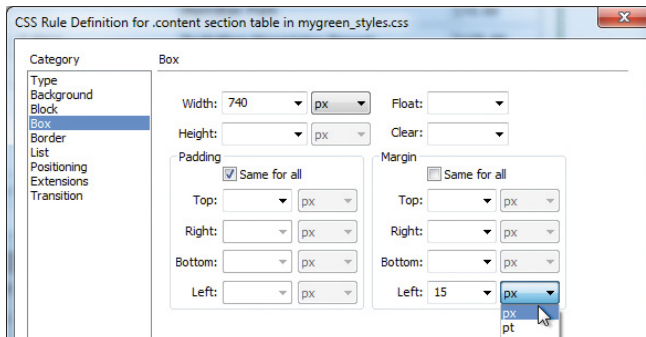 CSS Rule Definition for .content section table in mygreen_styles.css
x
Category
Box
Type
Background
Block
Box
Border
List
Positioning
Extensions
Transition
Width: 740 px Float:
Height: px Clear:
Padding Margin
Same for all Same for all
Top: px Top: px
Right: px Right: px
Bottom: px Bottom: px
Left: px Left: 15 px
px
pt